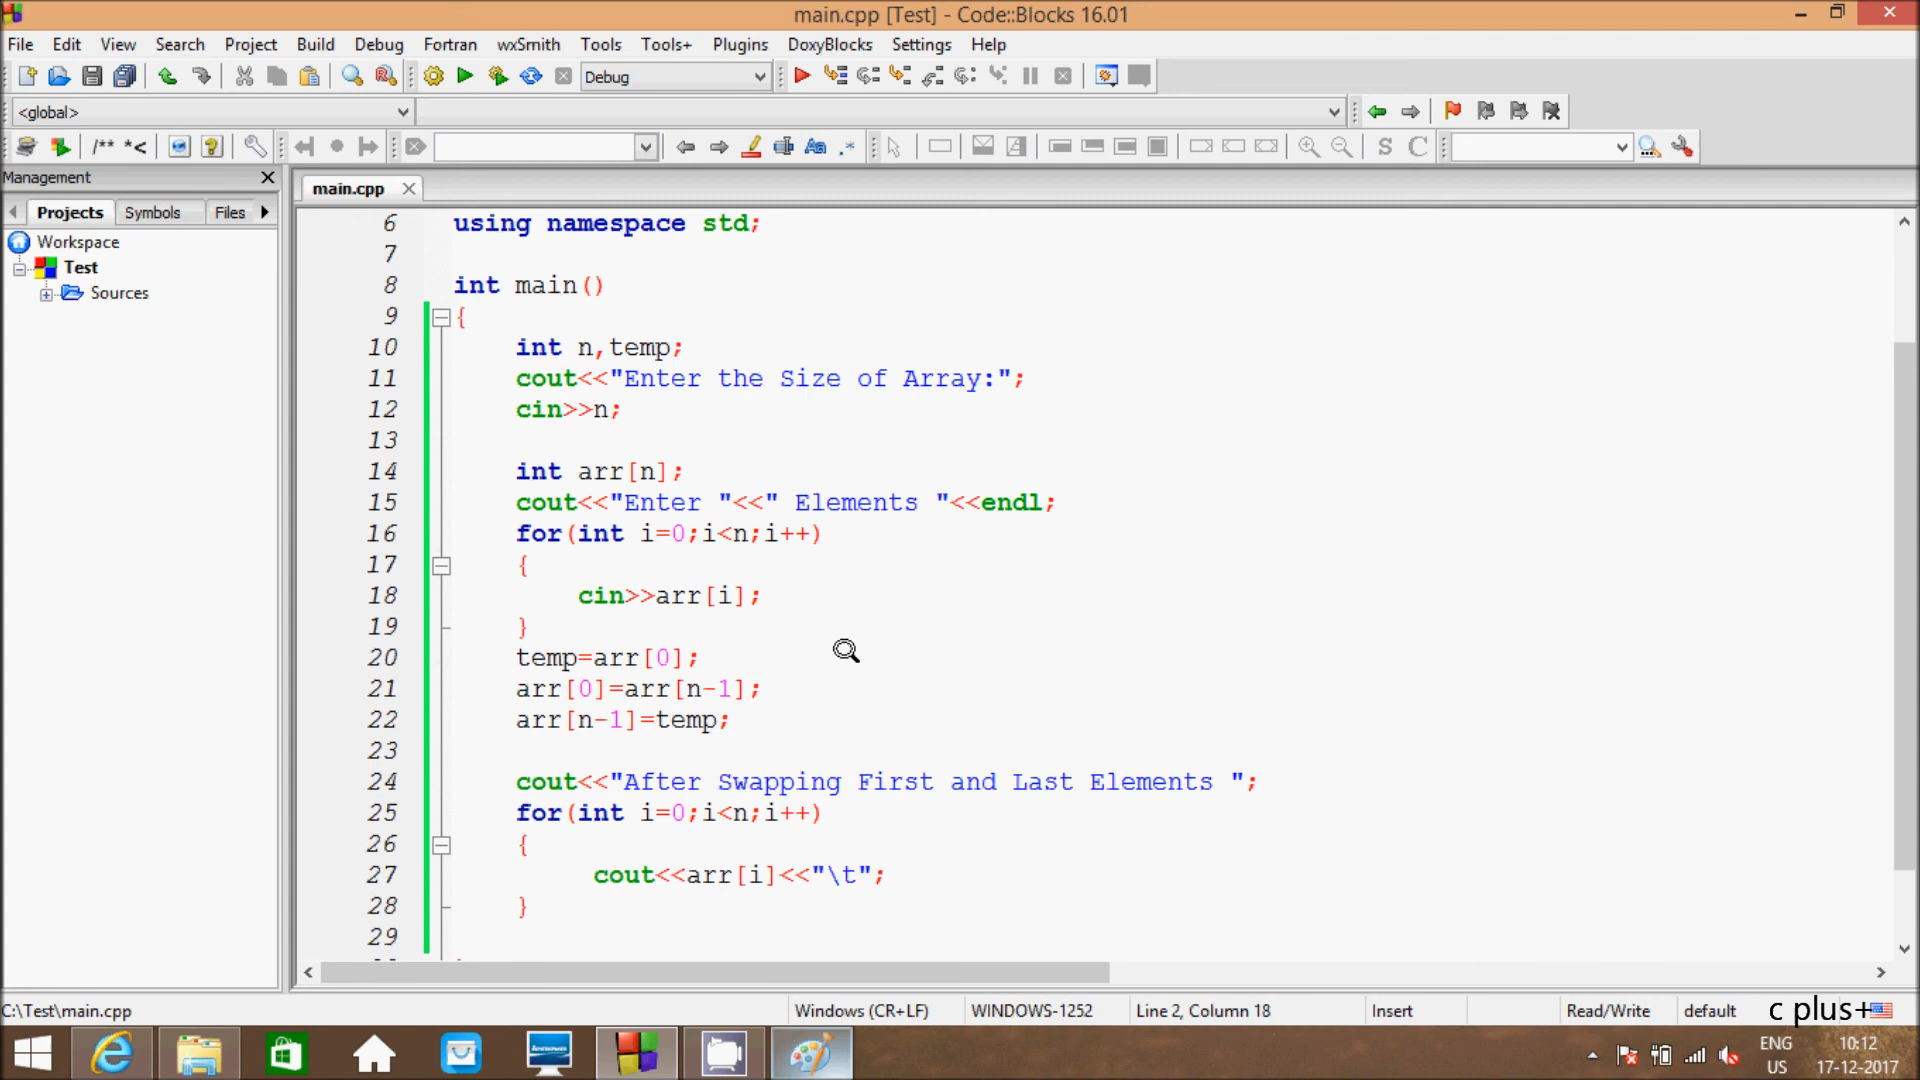 main.cpp [Test] - Code::Blocks 16.01
File Edit View Search Project Build Debug Fortran wxSmith Tools Tools+ Plugins DoxyBlocks Settings Help
Debug
<global>
/** *<
S C
Management
main.cpp
Projects Symbols Files
Workspace
Test
Sources
6 using namespace std;
7
8 int main()
9 {
10 int n,temp;
11 cout<<"Enter the Size of Array:";
12 cin>>n;
13
14 int arr[n];
15 cout<<"Enter "<<" Elements "<<endl;
16 for(int i=0;i<n;i++)
17 {
18 cin>>arr[i];
19 }
20 temp=arr[0];
21 arr[0]=arr[n-1];
22 arr[n-1]=temp;
23
24 cout<<"After Swapping First and Last Elements ";
25 for(int i=0;i<n;i++)
26 {
27 cout<<arr[i]<<"\t";
28 }
29
C:\Test\main.cpp Windows (CR+LF) WINDOWS-1252 Line 2, Column 18 Insert Read/Write default c plus+
ENG 10:12
US 17-12-2017